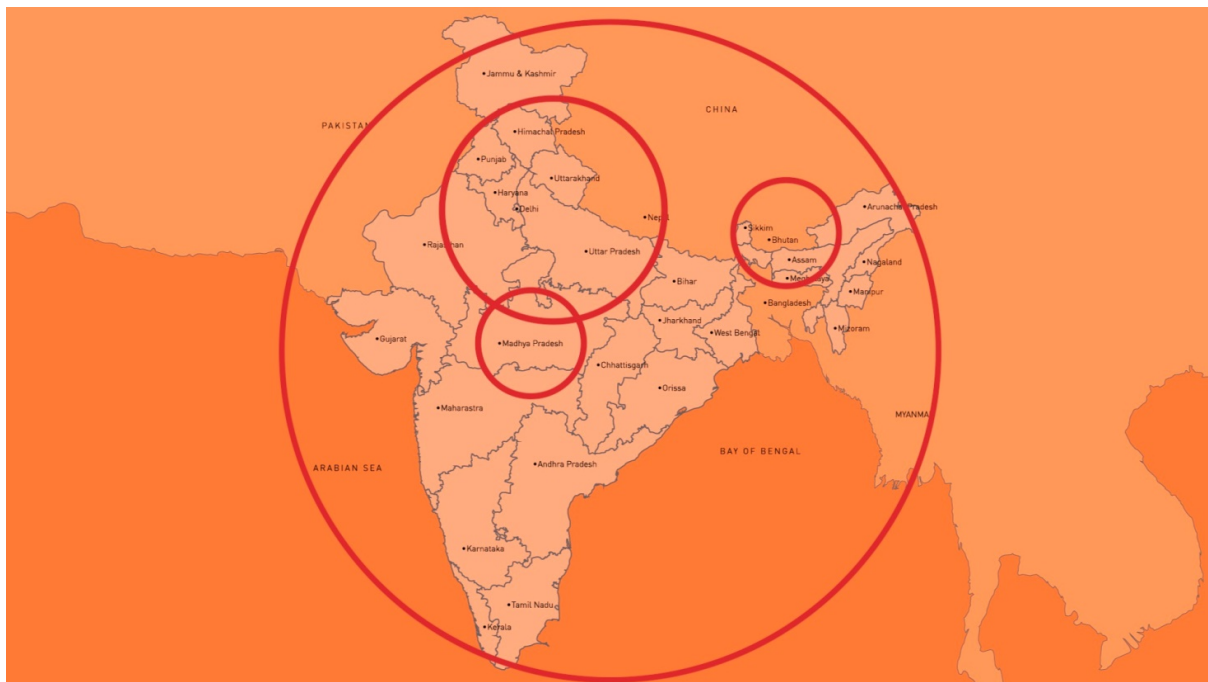 Jammu & Kashmir
CHINA
PAKISTAN
Himachal Pradesh
Punjab
Uttarakhand
Haryana
Delhi
Arunachal Pradesh
Nepal
Sikkim
Bhutan
Rajasthan
Uttar Pradesh
Assam
Nagaland
Bihar
Meghalaya
Manipur
Bangladesh
Jharkhand
Mizoram
West Bengal
Gujarat
Madhya Pradesh
Chhattisgarh
Orissa
Maharastra
MYANMA
BAY OF BENGAL
Andhra Pradesh
ARABIAN SEA
Karnataka
Tamil Nadu
Kerala